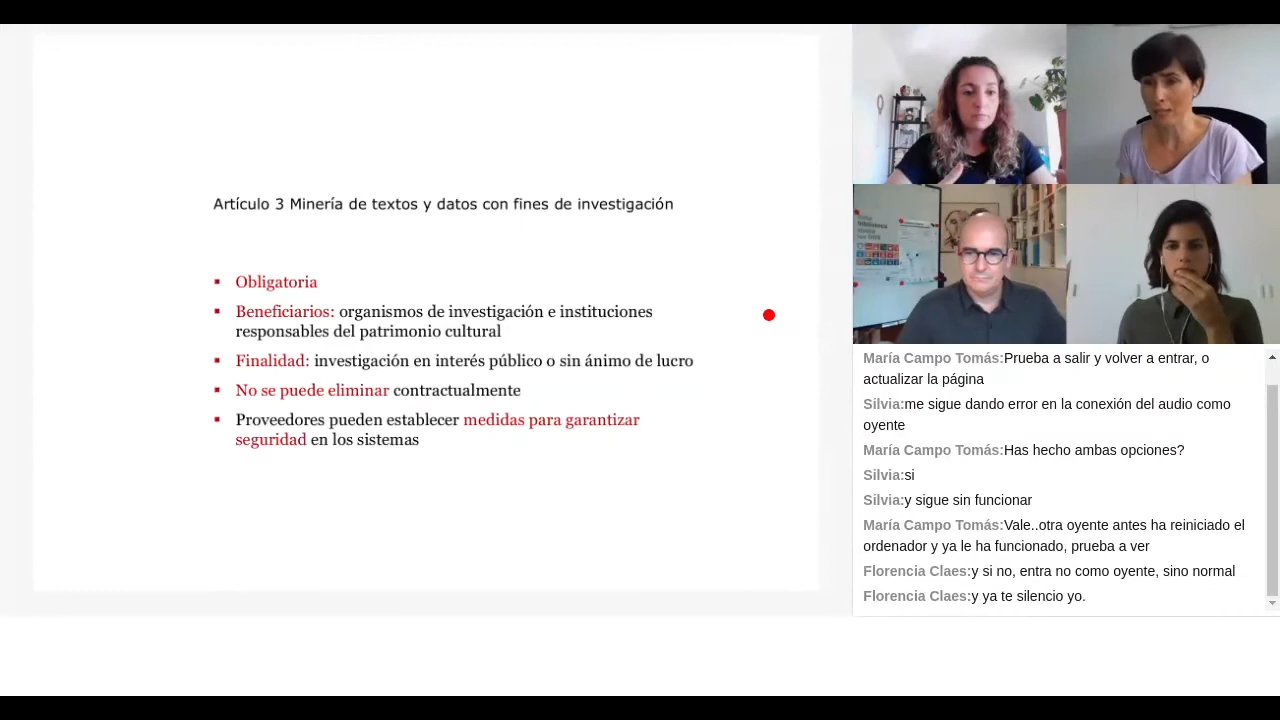 Artículo 3 Minería de textos y datos con fines de investigación
▪ Obligatoria
▪ Beneficiarios: organismos de investigación e instituciones
responsables del patrimonio cultural
▪ Finalidad: investigación en interés público o sin ánimo de lucro
▪ No se puede eliminar contractualmente
▪ Proveedores pueden establecer medidas para garantizar
seguridad en los sistemas
María Campo Tomás:Prueba a salir y volver a entrar, o
actualizar la página
Silvia:me sigue dando error en la conexión del audio como
oyente
María Campo Tomás:Has hecho ambas opciones?
Silvia:si
Silvia:y sigue sin funcionar
María Campo Tomás:Vale..otra oyente antes ha reiniciado el
ordenador y ya le ha funcionado, prueba a ver
Florencia Claes:y si no, entra no como oyente, sino normal
Florencia Claes:y ya te silencio yo.